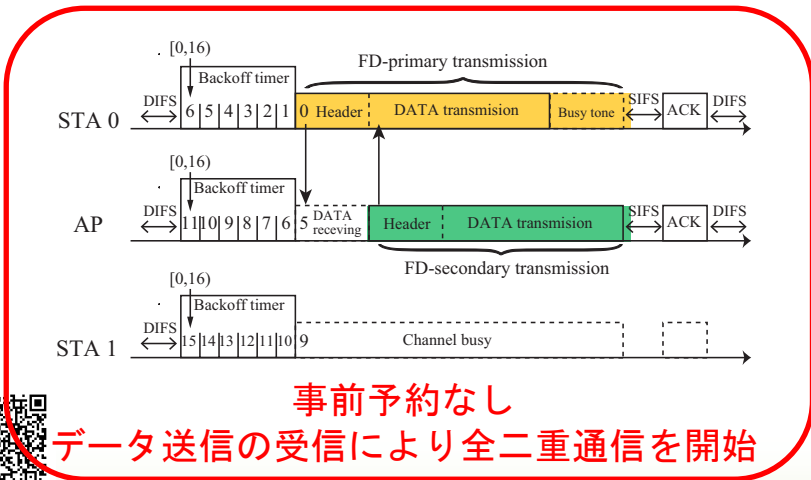 [0,16)
Backoff timer
FD-primary transmission
STA 0
DIFS
6 5 4 3 2 1 0
Header
DATA transmision
Busy tone
SIFS
ACK
DIFS
[0,16)
Backoff timer
AP
DIFS
11 10 9 8 7 6 5
DATA
receving
Header
DATA transmision
SIFS
ACK
DIFS
FD-secondary transmission
[0,16)
Backoff timer
STA 1
DIFS
15 14 13 12 11 10 9
Channel busy
事前予約なし
データ送信の受信により全二重通信を開始